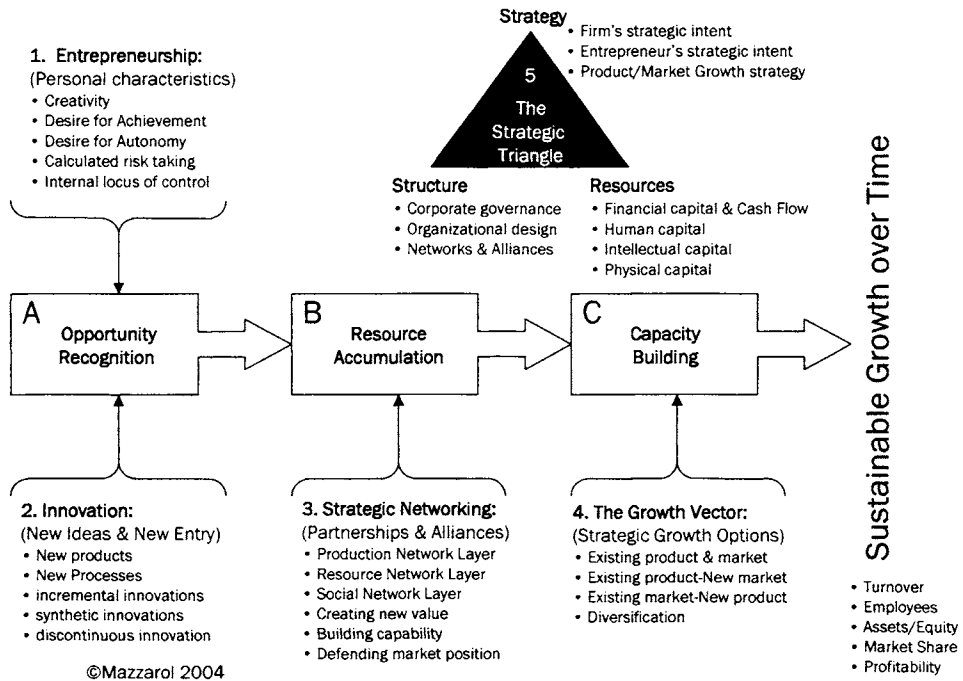 Strategy
• Firm's strategic intent
• Entrepreneur's strategic intent
• Product/Market Growth strategy
5
The
Strategic
Triangle
Structure
• Corporate governance
• Organizational design
• Networks & Alliances
Resources
• Financial capital & Cash Flow
• Human capital
• Intellectual capital
• Physical capital
1. Entrepreneurship:
(Personal characteristics)
• Creativity
• Desire for Achievement
• Desire for Autonomy
• Calculated risk taking
• Internal locus of control
A
Opportunity
Recognition
B
Resource
Accumulation
C
Capacity
Building
2. Innovation:
(New Ideas & New Entry)
• New products
• New Processes
• incremental innovations
• synthetic innovations
• discontinuous innovation
3. Strategic Networking:
(Partnerships & Alliances)
• Production Network Layer
• Resource Network Layer
• Social Network Layer
• Creating new value
• Building capability
• Defending market position
4. The Growth Vector:
(Strategic Growth Options)
• Existing product & market
• Existing product-New market
• Existing market-New product
• Diversification
Sustainable Growth over Time
• Turnover
• Employees
• Assets/Equity
• Market Share
• Profitability
©Mazzarol 2004